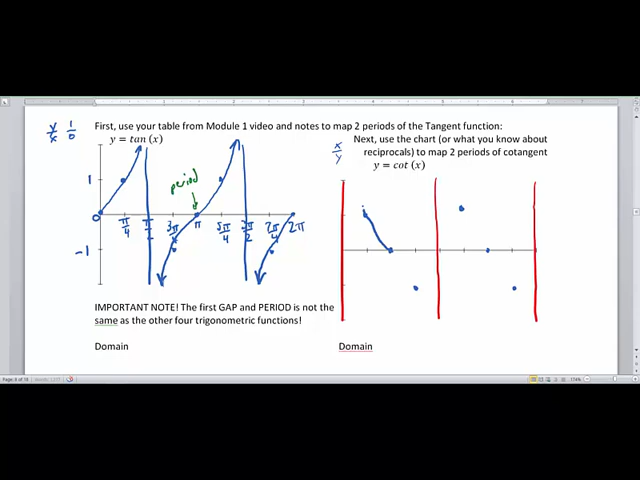 y/x 1/0
First, use your table from Module 1 video and notes to map 2 periods of the Tangent function:
y = tan (x)
Next, use the chart (or what you know about
reciprocals) to map 2 periods of cotangent
x/y
y = cot (x)
period
1
0
π/4
3π/4
π
5π/4
7π/4
2π
-1
IMPORTANT NOTE! The first GAP and PERIOD is not the
same as the other four trigonometric functions!
Domain
Domain